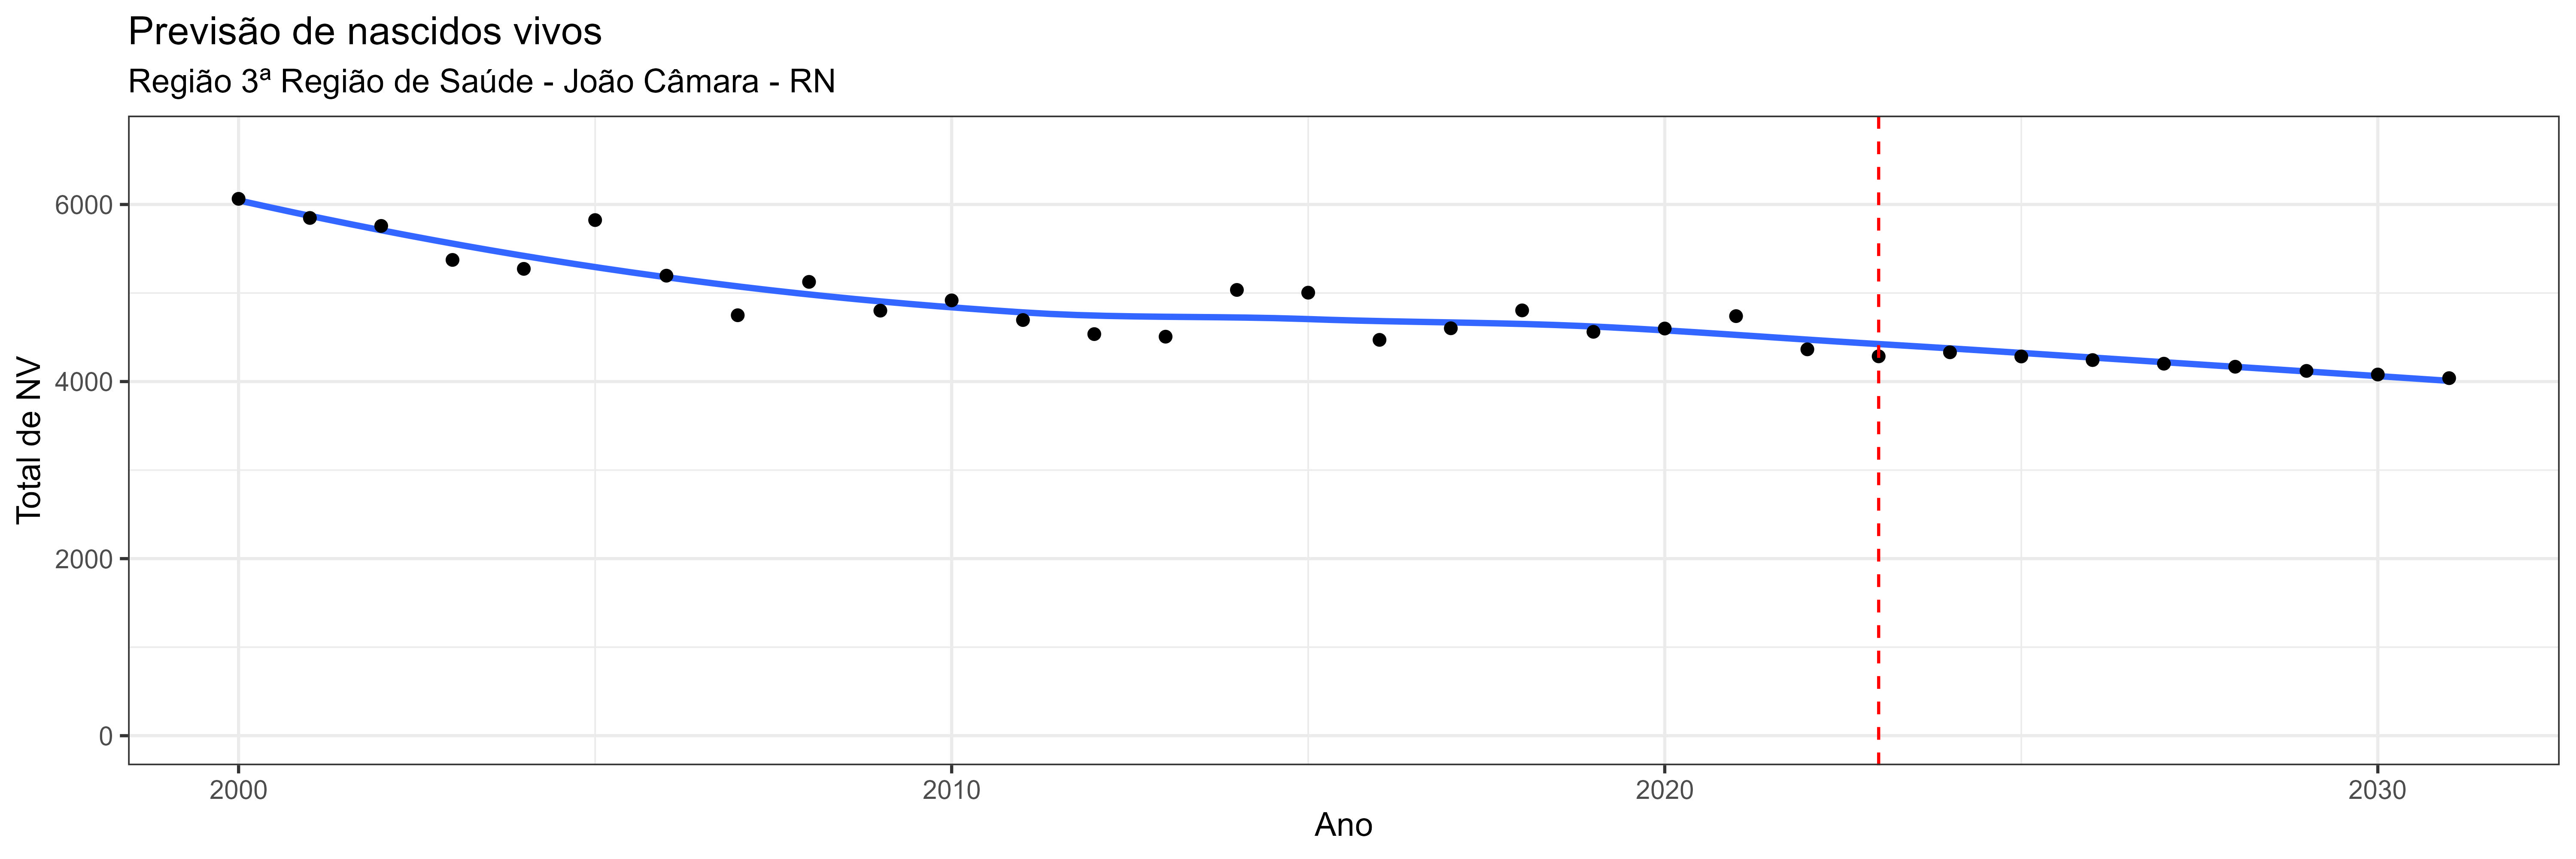 Previsão de nascidos vivos
Região 3ª Região de Saúde - João Câmara - RN
Total de NV
6000
4000
2000
0
2000
2010
2020
2030
Ano